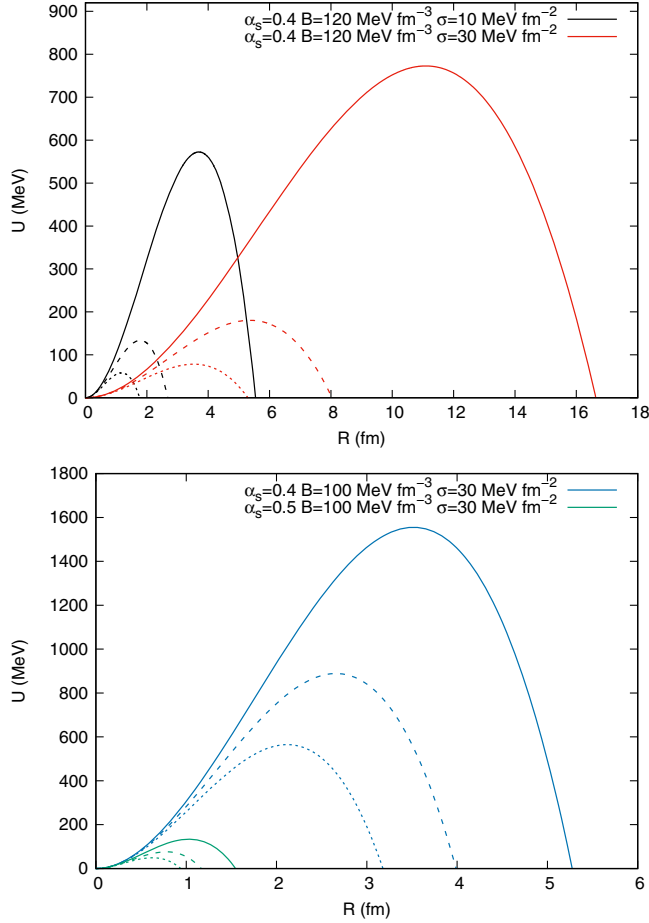 900
800
700
600
500
400
300
200
100
0
U (MeV)
αs=0.4 B=120 MeV fm−3 σ=10 MeV fm−2
αs=0.4 B=120 MeV fm−3 σ=30 MeV fm−2
0 2 4 6 8 10 12 14 16 18
R (fm)
1800
1600
1400
1200
1000
800
600
400
200
0
U (MeV)
αs=0.4 B=100 MeV fm−3 σ=30 MeV fm−2
αs=0.5 B=100 MeV fm−3 σ=30 MeV fm−2
0 1 2 3 4 5 6
R (fm)